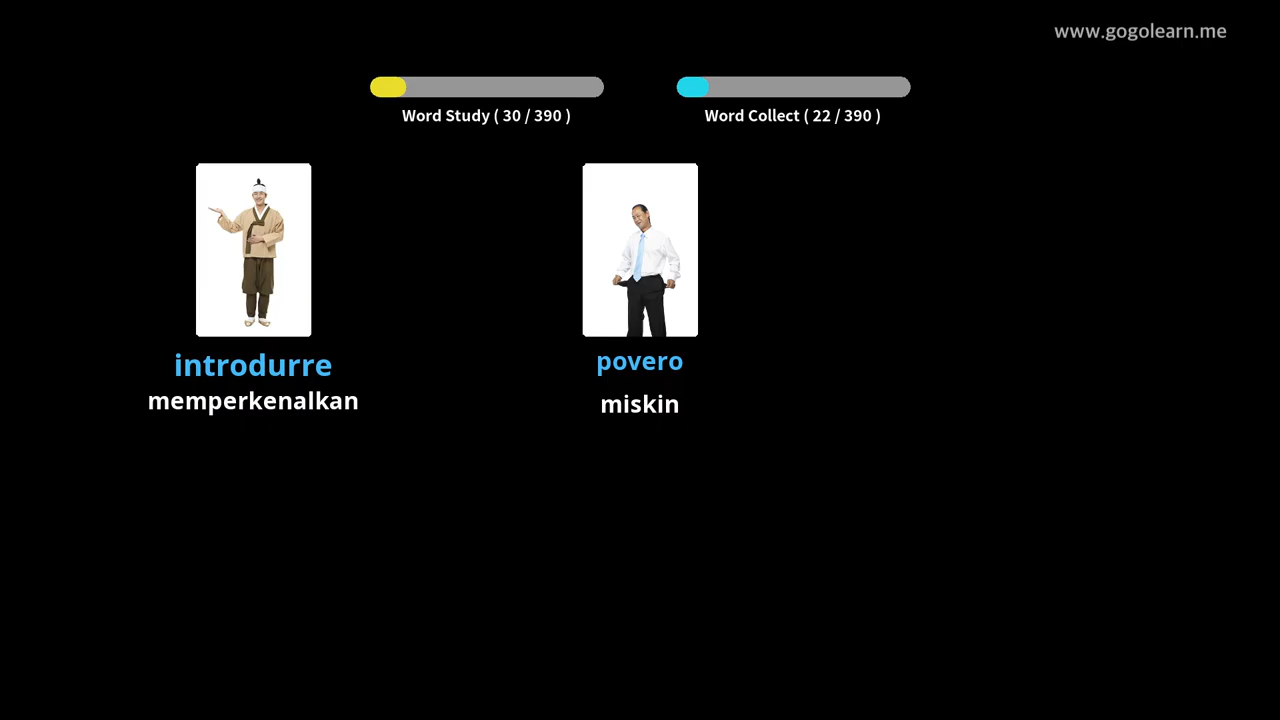 www.gogolearn.me
Word Study ( 30 / 390 )
Word Collect ( 22 / 390 )
introdurre
memperkenalkan
povero
miskin